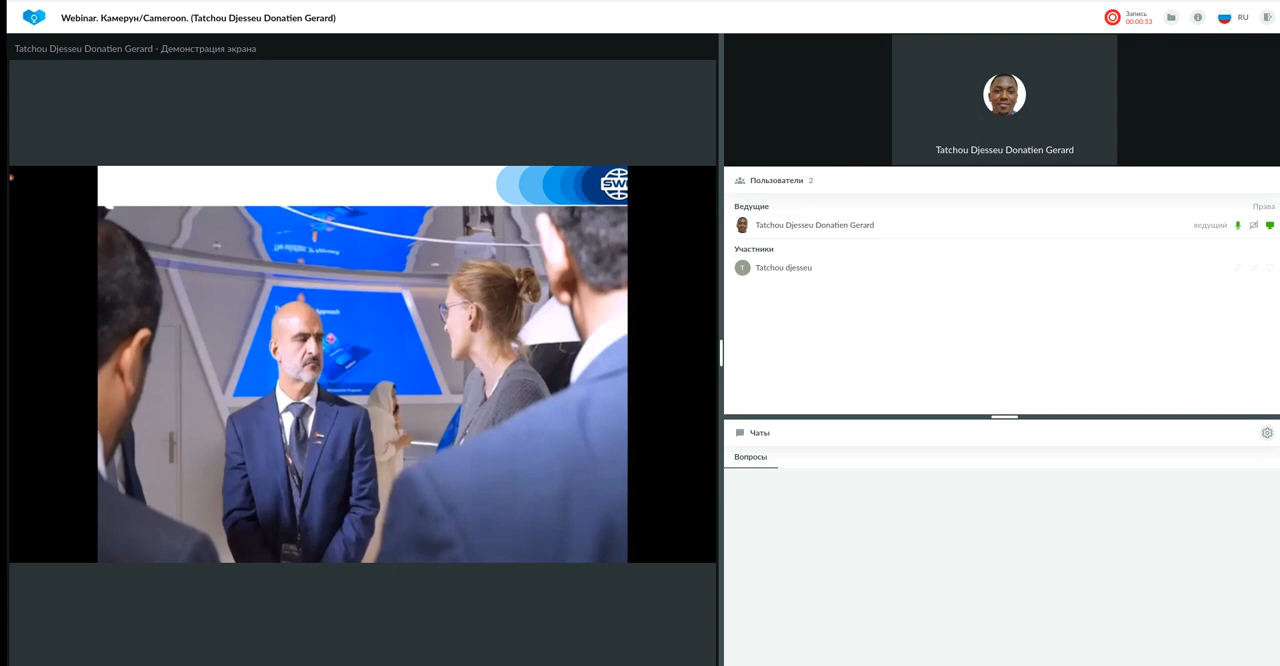 Webinar. Камерун/Cameroon. (Tatchou Djesseu Donatien Gerard)
Запись
00:00:53
RU
Tatchou Djesseu Donatien Gerard - Демонстрация экрана
SW
Approach
Tatchou Djesseu Donatien Gerard
Пользователи 2
Ведущие
Права
Tatchou Djesseu Donatien Gerard
ведущий
Участники
T
Tatchou djesseu
Чаты
Вопросы